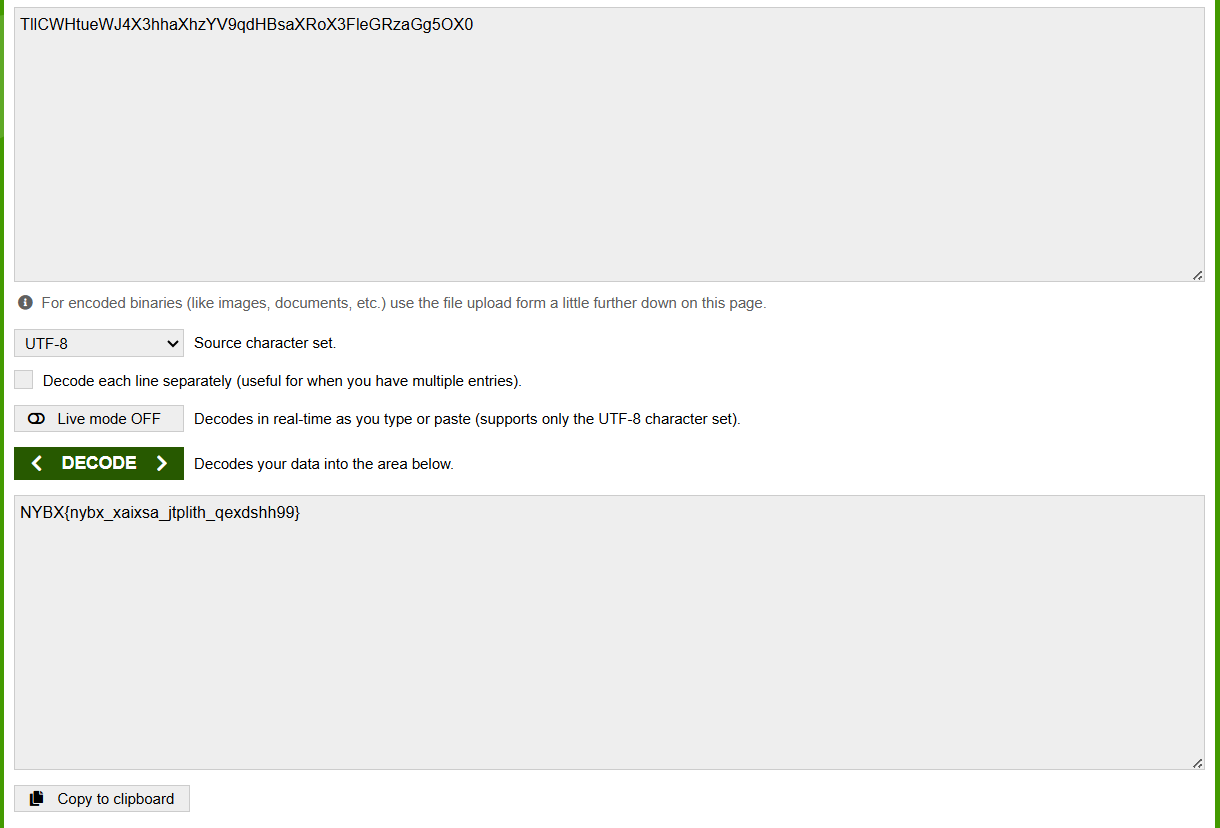 TllCWHtueWJ4X3hhaXhzYV9qdHBsaXRoX3FleGRzaGg5OX0
For encoded binaries (like images, documents, etc.) use the file upload form a little further down on this page.
UTF-8 Source character set.
Decode each line separately (useful for when you have multiple entries).
Live mode OFF Decodes in real-time as you type or paste (supports only the UTF-8 character set).
DECODE Decodes your data into the area below.
NYBX{nybx_xaixsa_jtplith_qexdshh99}
Copy to clipboard